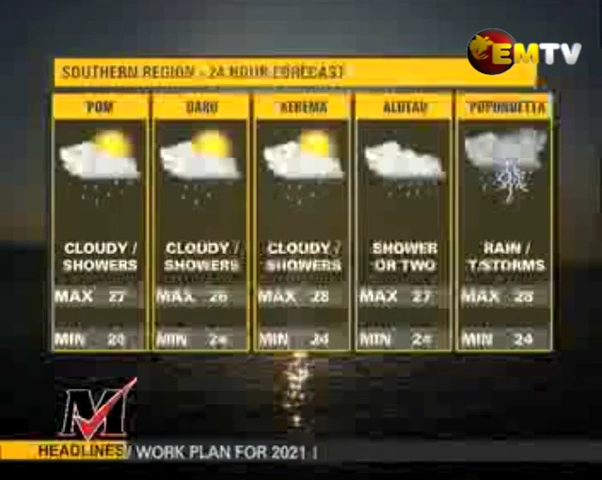 EMTV
SOUTHERN REGION - 24 HOUR FORECAST
POM DARU KEREMA ALOTAU POPONDETTA
CLOUDY / CLOUDY / CLOUDY / SHOWER RAIN /
SHOWERS SHOWERS SHOWERS OR TWO T/STORMS
MAX 27 MAX 26 MAX 28 MAX 27 MAX 28
MIN 24 MIN 24 MIN 24 MIN 24 MIN 24
M
HEADLINES / WORK PLAN FOR 2021 |